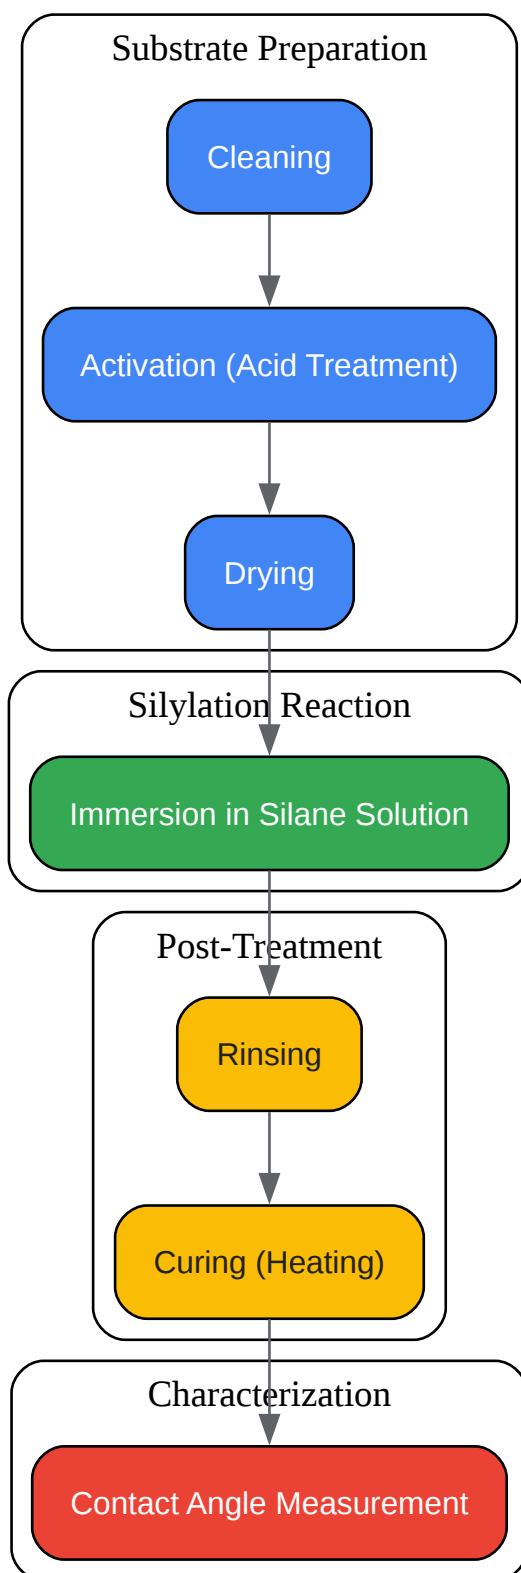 Substrate Preparation
Cleaning
Activation (Acid Treatment)
Drying
Silylation Reaction
Immersion in Silane Solution
Post-Treatment
Rinsing
Curing (Heating)
Characterization
Contact Angle Measurement